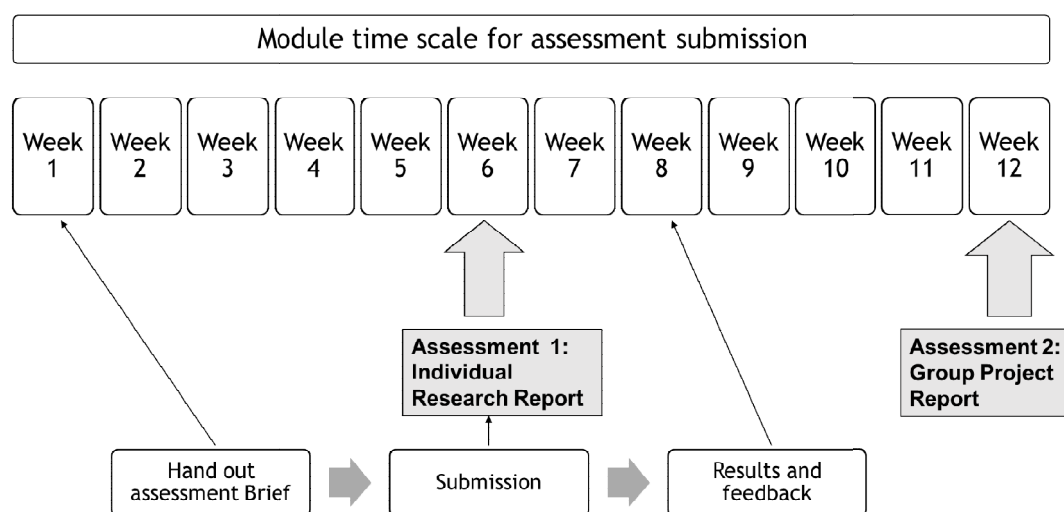 Module time scale for assessment submission
Week
1
Week
2
Week
3
Week
4
Week
5
Week
6
Week
7
Week
8
Week
9
Week
10
Week
11
Week
12
Assessment 1:
Individual
Research Report
Assessment 2:
Group Project
Report
Hand out
assessment Brief
Submission
Results and
feedback